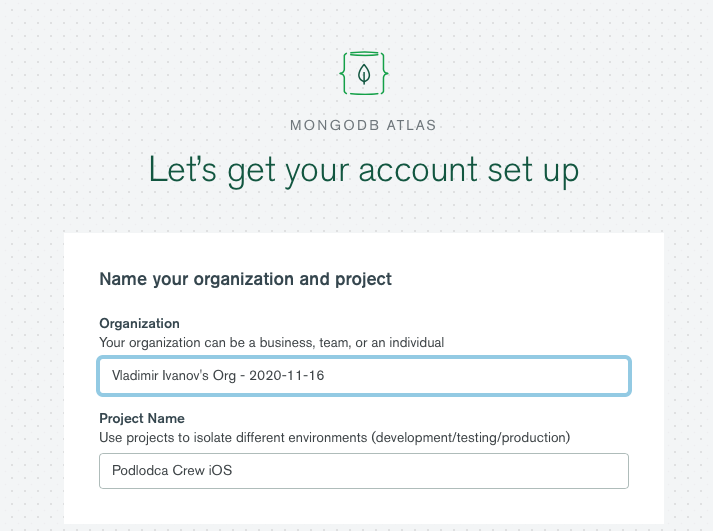 MONGODB ATLAS
Let's get your account set up
Name your organization and project
Organization
Your organization can be a business, team, or an individual
Vladimir Ivanov's Org - 2020-11-16
Project Name
Use projects to isolate different environments (development/testing/production)
Podlodca Crew iOS